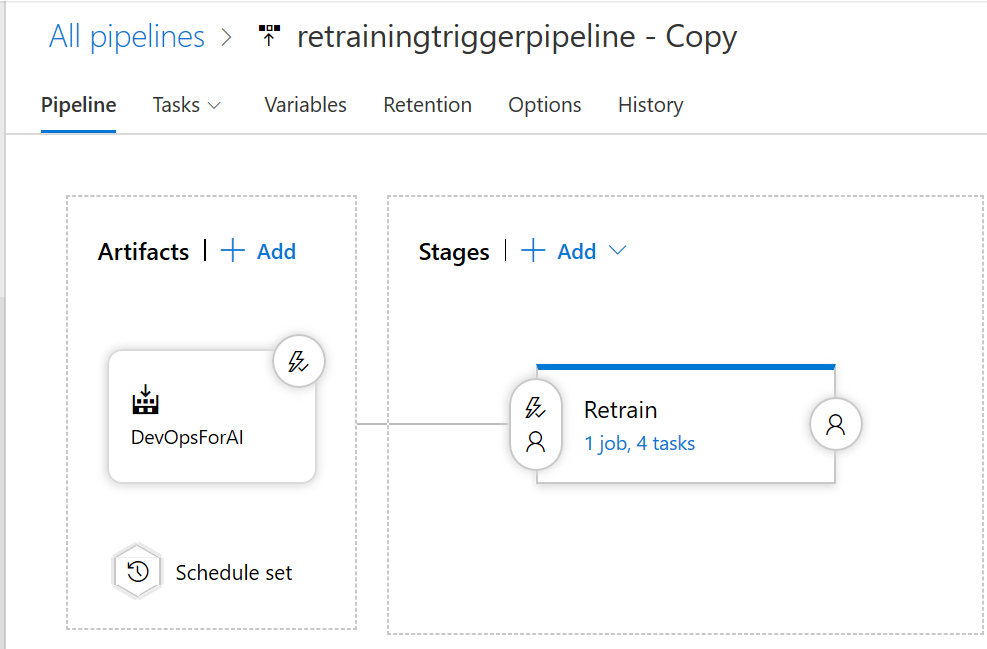 All pipelines > retrainingtriggerpipeline - Copy
Pipeline Tasks Variables Retention Options History
Artifacts | + Add
Stages | + Add
DevOpsForAI
Retrain
1 job, 4 tasks
Schedule set